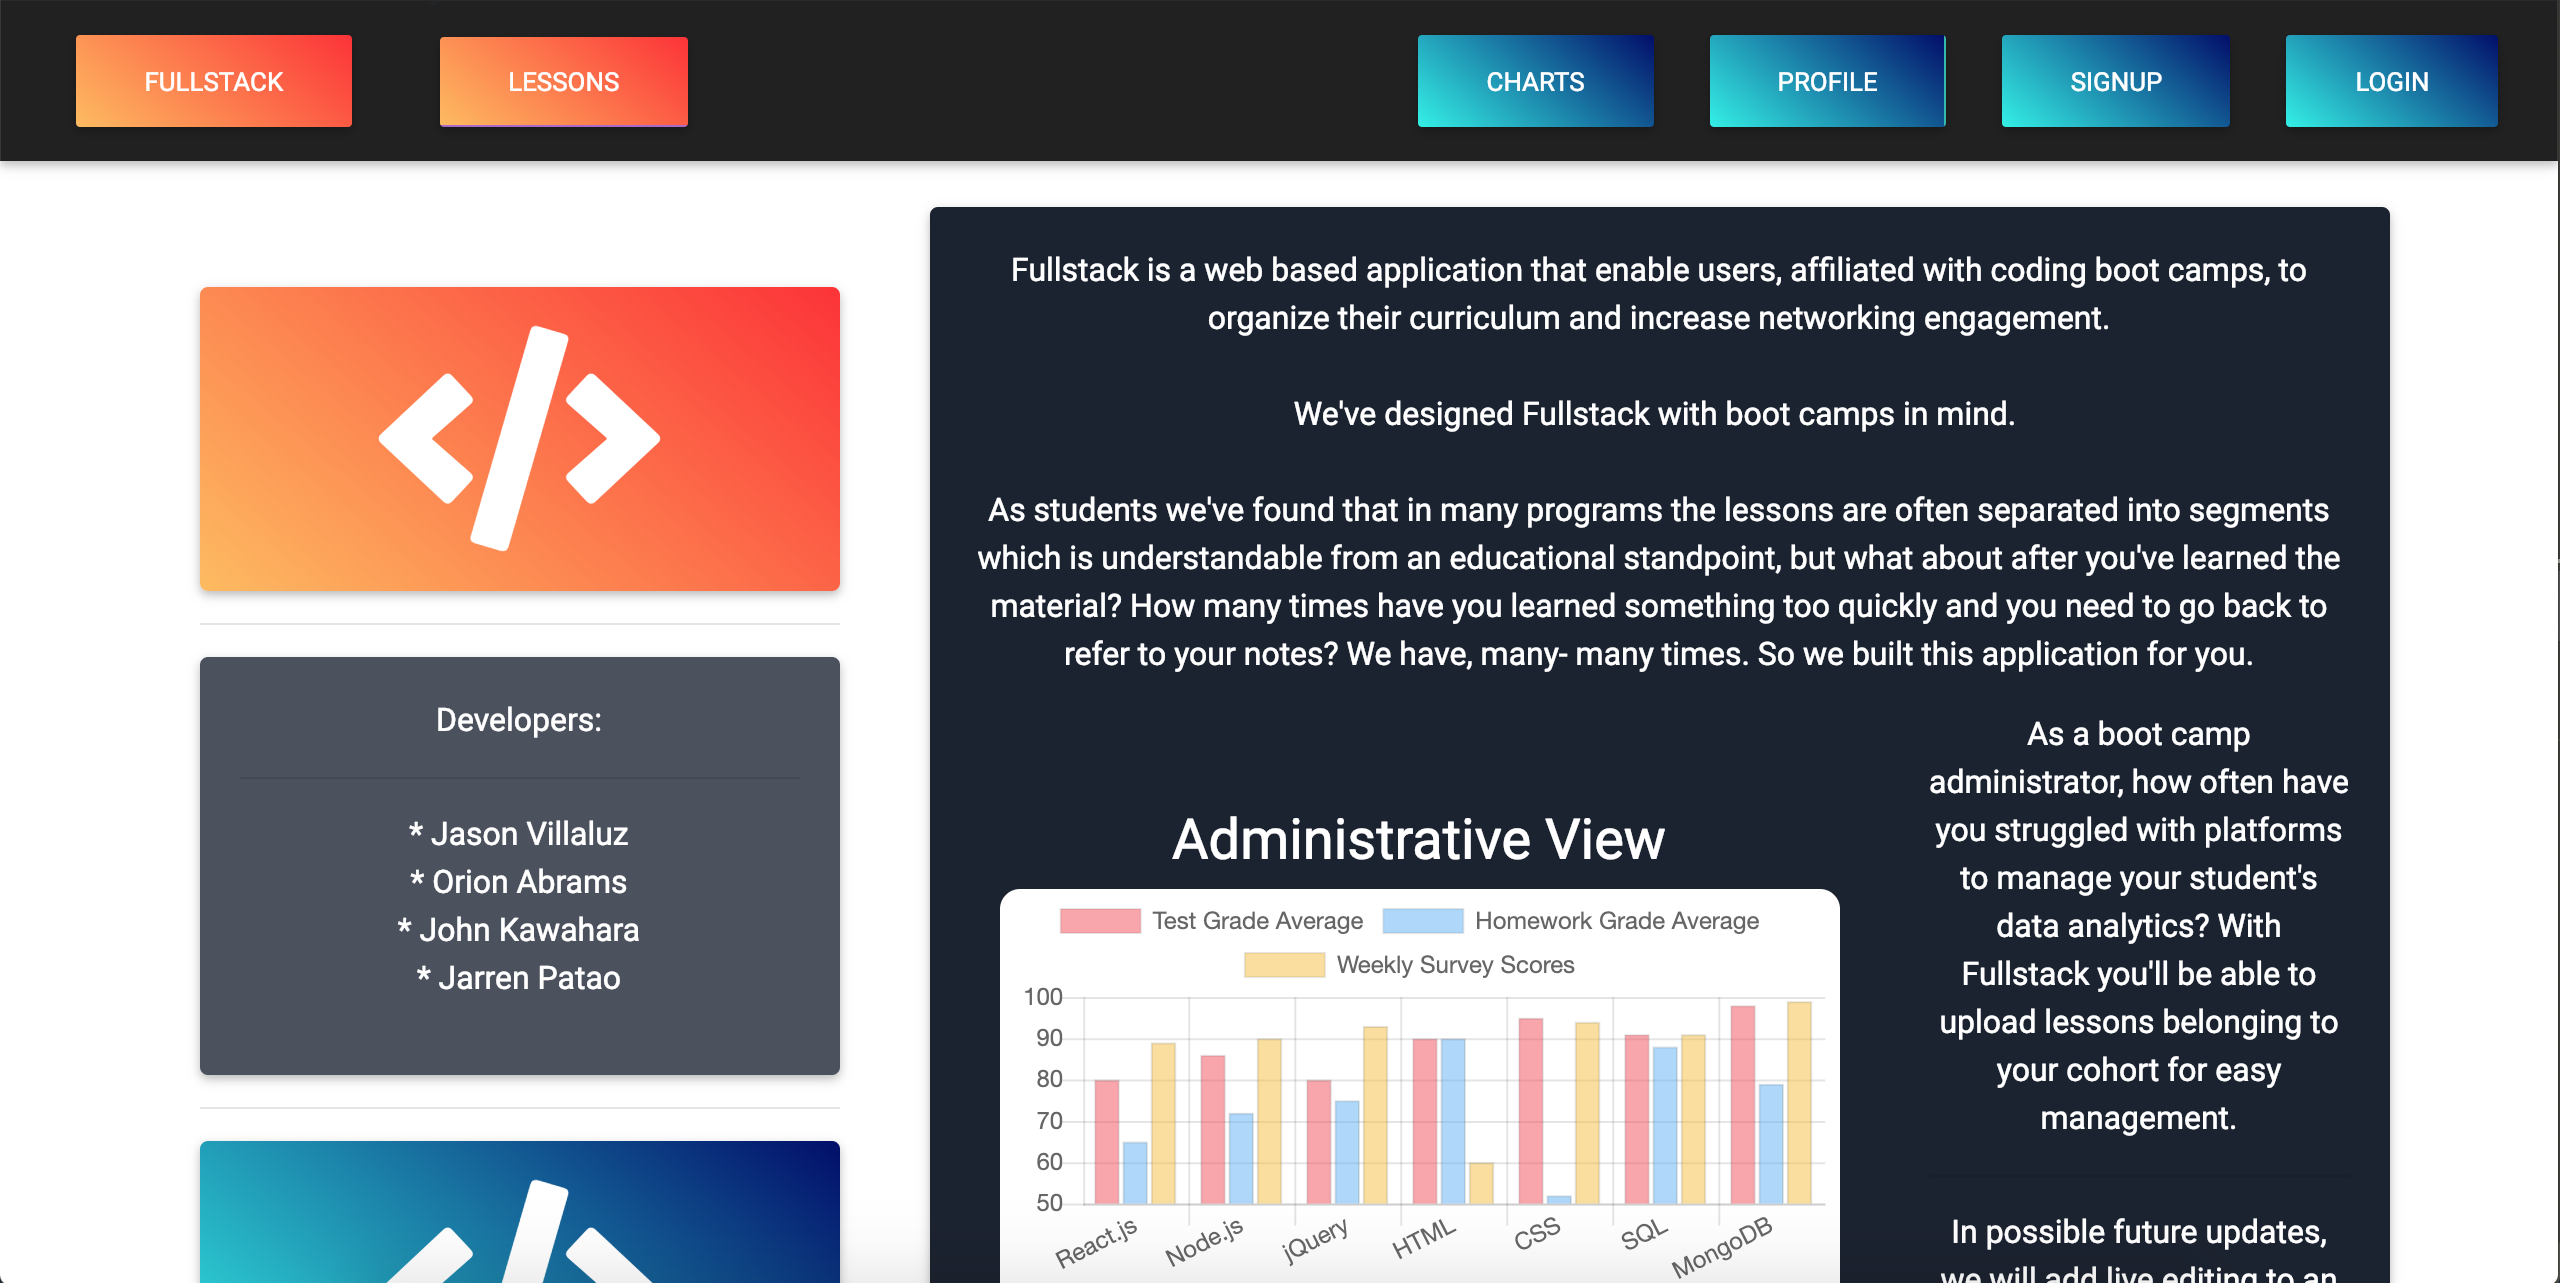 FULLSTACK
LESSONS
CHARTS
PROFILE
SIGNUP
LOGIN
Developers:
* Jason Villaluz
* Orion Abrams
* John Kawahara
* Jarren Patao
Fullstack is a web based application that enable users, affiliated with coding boot camps, to
organize their curriculum and increase networking engagement.
We've designed Fullstack with boot camps in mind.
As students we've found that in many programs the lessons are often separated into segments
which is understandable from an educational standpoint, but what about after you've learned the
material? How many times have you learned something too quickly and you need to go back to
refer to your notes? We have, many- many times. So we built this application for you.
Administrative View
Test Grade Average
Homework Grade Average
Weekly Survey Scores
100
90
80
70
60
50
React.js
Node.js
jQuery
HTML
CSS
SQL
MongoDB
As a boot camp
administrator, how often have
you struggled with platforms
to manage your student's
data analytics? With
Fullstack you'll be able to
upload lessons belonging to
your cohort for easy
management.
In possible future updates,
we will add live editing to an